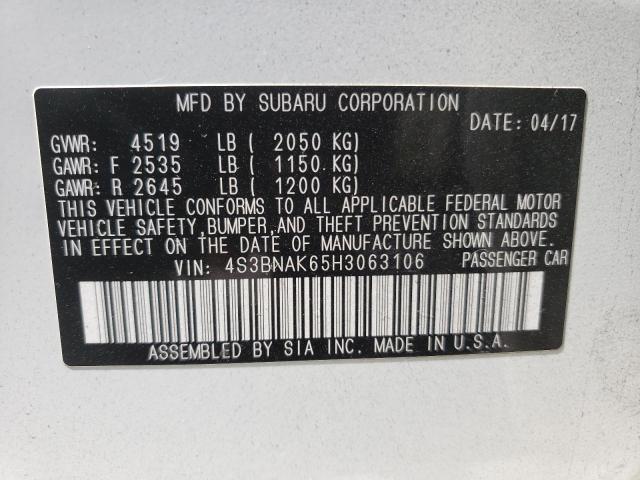 MFD BY SUBARU CORPORATION
DATE: 04/17
GVWR: 4519 LB ( 2050 KG)
GAWR: F 2535 LB ( 1150 KG)
GAWR: R 2645 LB ( 1200 KG)
THIS VEHICLE CONFORMS TO ALL APPLICABLE FEDERAL MOTOR
VEHICLE SAFETY, BUMPER, AND THEFT PREVENTION STANDARDS
IN EFFECT ON THE DATE OF MANUFACTURE SHOWN ABOVE.
VIN: 4S3BNAK65H3063106 PASSENGER CAR
ASSEMBLED BY SIA INC. MADE IN U.S.A.